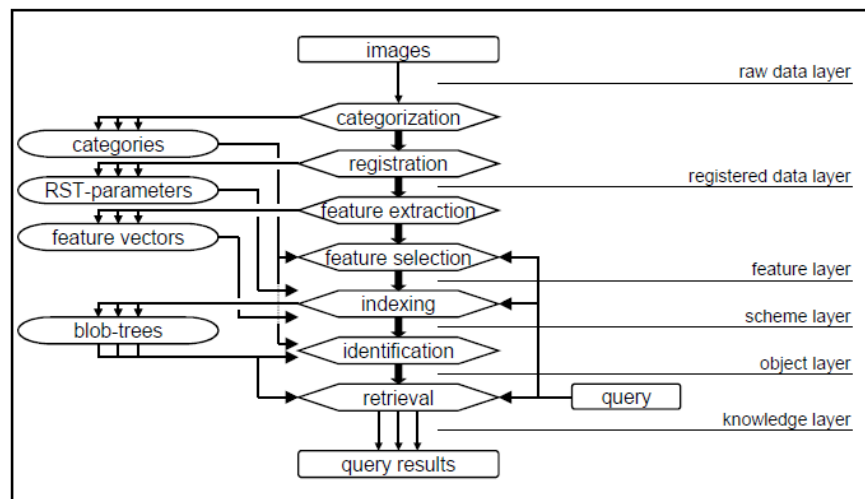 images
raw data layer
categorization
categories
registration
registered data layer
RST-parameters
feature extraction
feature vectors
feature selection
feature layer
indexing
scheme layer
blob-trees
identification
object layer
retrieval
query
knowledge layer
query results